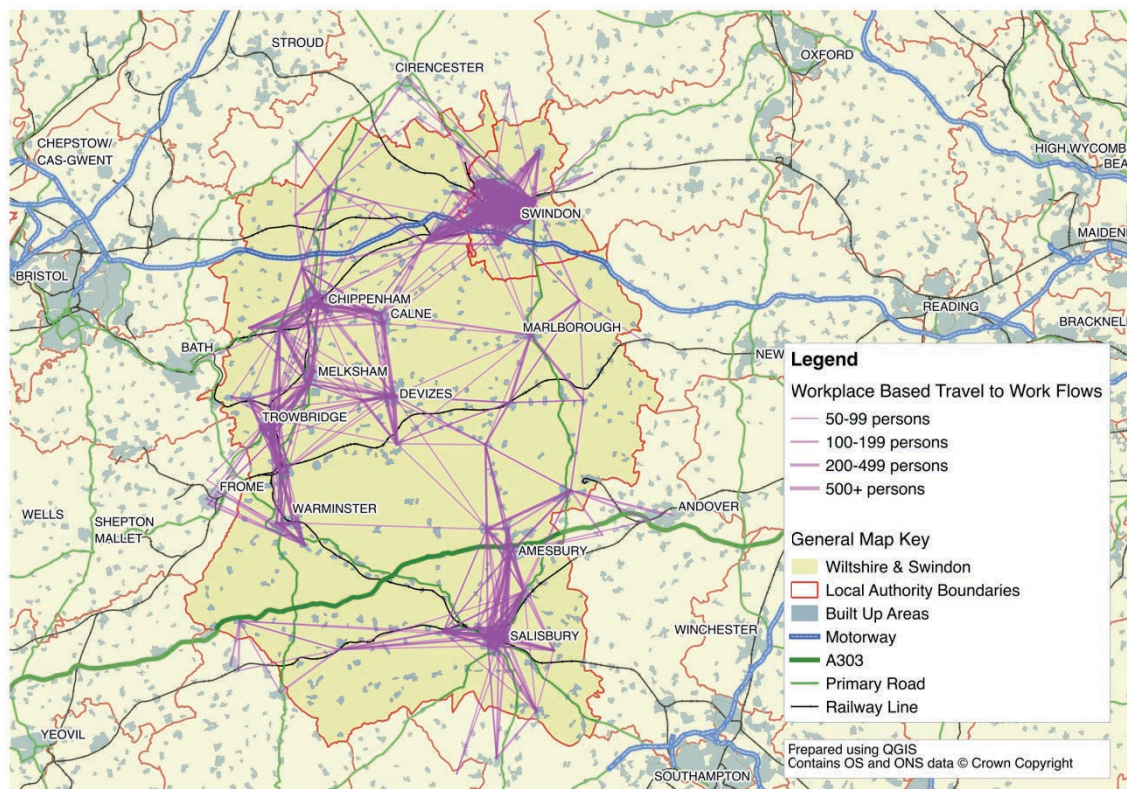 STROUD
OXFORD
CIRENCESTER
CHEPSTOW/
CAS-GWENT
HIGH WYCOMB
BEA
SWINDON
MAIDEN
BRISTOL
CHIPPENHAM
CALNE
READING
MARLBOROUGH
BRACKNEL
BATH
NEW
MELKSHAM
DEVIZES
TROWBRIDGE
FROME
WARMINSTER
WELLS
SHEPTON
MALLET
ANDOVER
AMESBURY
SALISBURY
WINCHESTER
YEOVIL
SOUTHAMPTON
Legend
Workplace Based Travel to Work Flows
50-99 persons
100-199 persons
200-499 persons
500+ persons
General Map Key
Wiltshire & Swindon
Local Authority Boundaries
Built Up Areas
Motorway
A303
Primary Road
Railway Line
Prepared using QGIS
Contains OS and ONS data © Crown Copyright